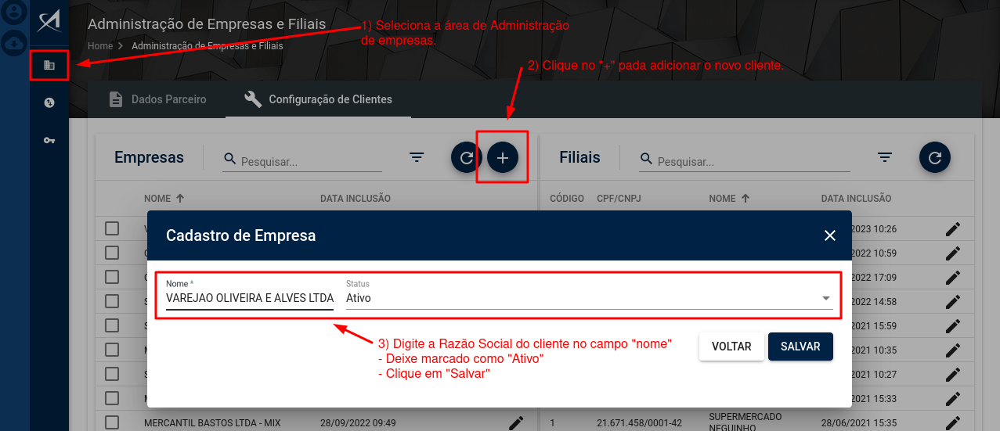 Administração de Empresas e Filiais
Home > Administração de Empresas e Filiais
1) Seleciona a área de Administração
de empresas.
2) Clique no "+" pada adicionar o novo cliente.
Dados Parceiro Configuração de Clientes
Empresas Pesquisar... Filiais Pesquisar...
NOME DATA INCLUSÃO CÓDIGO CPF/CNPJ NOME DATA INCLUSÃO
Cadastro de Empresa
Nome * Status
VAREJAO OLIVEIRA E ALVES LTDA Ativo
3) Digite a Razão Social do cliente no campo "nome"
- Deixe marcado como "Ativo"
- Clique em "Salvar"
VOLTAR SALVAR
2023 10:26
2022 10:59
2022 17:09
2022 14:58
2021 15:59
2021 10:35
2021 10:27
2021 15:33
MERCANTIL BASTOS LTDA - MIX 28/09/2022 09:49 1 21.671.458/0001-42 SUPERMERCADO NEGUINHO 28/06/2021 15:35